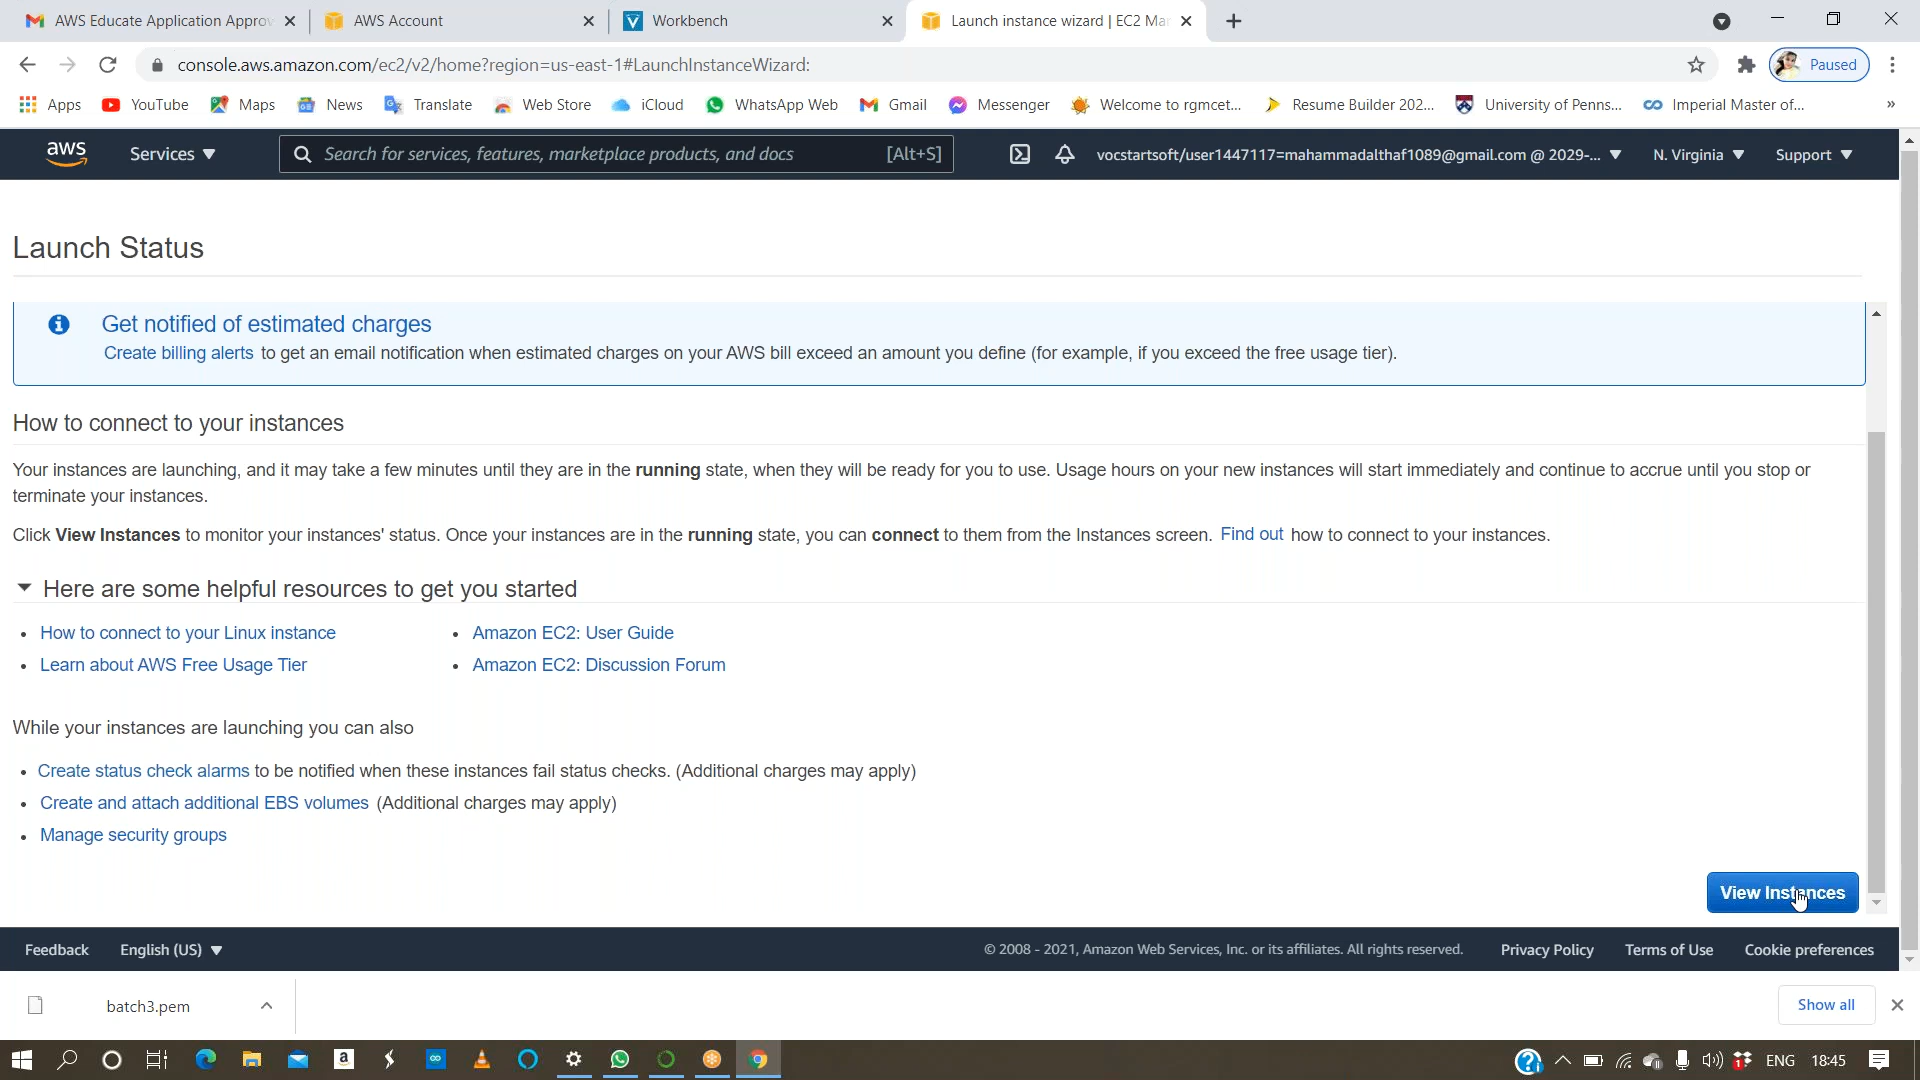 AWS Educate Application Approv
AWS Account
Workbench
Launch instance wizard | EC2 Ma
console.aws.amazon.com/ec2/v2/home?region=us-east-1#LaunchInstanceWizard:
Paused
Apps
YouTube
Maps
News
Translate
Web Store
iCloud
WhatsApp Web
Gmail
Messenger
Welcome to rgmcet...
Resume Builder 202...
University of Penns...
Imperial Master of...
»
aws
Services
Search for services, features, marketplace products, and docs
[Alt+S]
vocstartsoft/user1447117=mahammadalthaf1089@gmail.com @ 2029-...
N. Virginia
Support
Launch Status
Get notified of estimated charges
Create billing alerts to get an email notification when estimated charges on your AWS bill exceed an amount you define (for example, if you exceed the free usage tier).
How to connect to your instances
Your instances are launching, and it may take a few minutes until they are in the running state, when they will be ready for you to use. Usage hours on your new instances will start immediately and continue to accrue until you stop or
terminate your instances.
Click View Instances to monitor your instances' status. Once your instances are in the running state, you can connect to them from the Instances screen. Find out how to connect to your instances.
Here are some helpful resources to get you started
• How to connect to your Linux instance
• Amazon EC2: User Guide
• Learn about AWS Free Usage Tier
• Amazon EC2: Discussion Forum
While your instances are launching you can also
• Create status check alarms to be notified when these instances fail status checks. (Additional charges may apply)
• Create and attach additional EBS volumes (Additional charges may apply)
• Manage security groups
View Instances
Feedback
English (US)
© 2008 - 2021, Amazon Web Services, Inc. or its affiliates. All rights reserved.
Privacy Policy
Terms of Use
Cookie preferences
batch3.pem
Show all
ENG
18:45